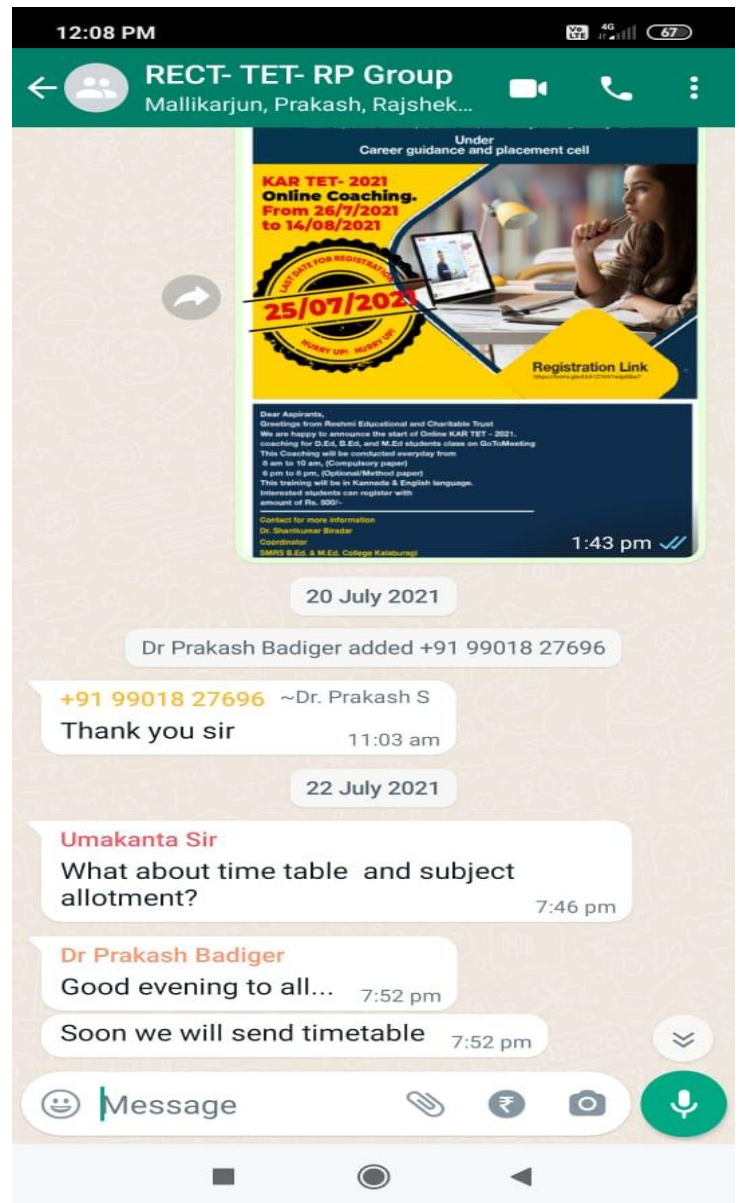 12:08 PM
Vo LTE 4G 67
RECT- TET- RP Group
Mallikarjun, Prakash, Rajshek...
Under
Career guidance and placement cell
KAR TET- 2021
Online Coaching.
From 26/7/2021
to 14/08/2021
LAST DATE FOR REGISTRATION
25/07/2021
HURRY UP! HURRY UP!
Registration Link
Dear Aspirants,
Greetings from Reshmi Educational and Charitable Trust
We are happy to announce the start of Online KAR TET - 2021.
coaching for D.Ed, B.Ed, and M.Ed students class on GoToMeeting
This Coaching will be conducted everyday from
8 am to 10 am, (Compulsory paper)
6 pm to 8 pm, (Optional/Method paper)
This training will be in Kannada & English language.
Interested students can register with
amount of Rs. 500/-
Contact for more information
Dr. Shantkumar Biradar
Coordinator
SMRS B.Ed. & M.Ed. College Kalaburagi
1:43 pm
20 July 2021
Dr Prakash Badiger added +91 99018 27696
+91 99018 27696 ~Dr. Prakash S
Thank you sir
11:03 am
22 July 2021
Umakanta Sir
What about time table and subject
allotment?
7:46 pm
Dr Prakash Badiger
Good evening to all... 7:52 pm
Soon we will send timetable 7:52 pm
Message